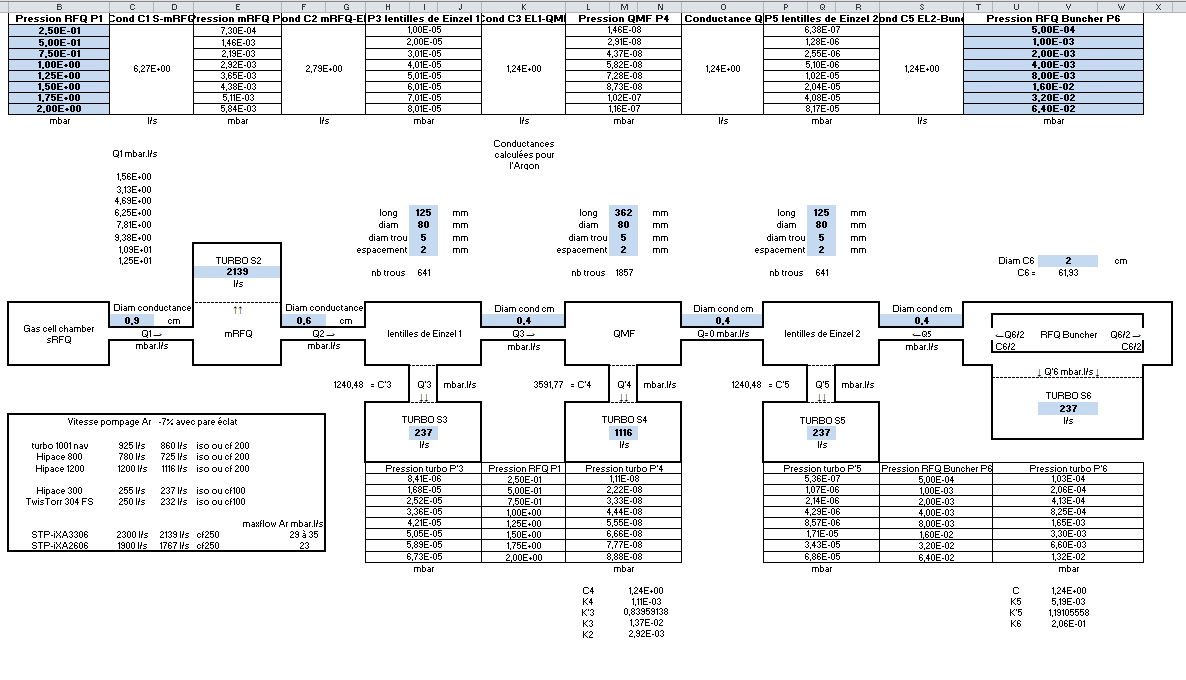 B C D E F G H I J K L M N O P Q R S T U V W X
Pression RFQ P1 Cond C1 S-mRFQ Pression mRFQ P Cond C2 mRFQ-E P3 lentilles de Einzel 1 Cond C3 EL1-QM Pression QMF P4 Conductance Q P5 lentilles de Einzel 2 Cond C5 EL2-Bun Pression RFQ Buncher P6
2,50E-01 7,30E-04 1,00E-05 1,46E-08 6,38E-07 5,00E-04
5,00E-01 1,46E-03 2,00E-05 2,91E-08 1,28E-06 1,00E-03
7,50E-01 2,19E-03 3,01E-05 4,37E-08 2,55E-06 2,00E-03
1,00E+00 6,27E+00 2,92E-03 2,79E+00 4,01E-05 1,24E+00 5,82E-08 1,24E+00 5,10E-06 1,24E+00 4,00E-03
1,25E+00 3,65E-03 5,01E-05 7,28E-08 1,02E-05 8,00E-03
1,50E+00 4,38E-03 6,01E-05 8,73E-08 2,04E-05 1,60E-02
1,75E+00 5,11E-03 7,01E-05 1,02E-07 4,08E-05 3,20E-02
2,00E+00 5,84E-03 8,01E-05 1,16E-07 8,17E-05 6,40E-02
mbar l/s mbar l/s mbar l/s mbar l/s mbar l/s mbar
Conductances
calculées pour
l'Argon
Q1 mbar.l/s
1,56E+00
3,13E+00
4,69E+00
6,25E+00
7,81E+00
9,38E+00
1,09E+01
1,25E+01
long 125 mm long 362 mm long 125 mm
diam 80 mm diam 80 mm diam 80 mm
diam trou 5 mm diam trou 5 mm diam trou 5 mm
espacement 2 mm espacement 2 mm espacement 2 mm
nb trous 641 nb trous 1857 nb trous 641
TURBO S2
2139
l/s
↑↑
Diam C6 2 cm
C6 = 61,93
Diam conductance Diam conductance Diam cond cm Diam cond cm Diam cond cm
0,9 cm 0,6 cm 0,4 0,4 0,4
Gas cell chamber
sRFQ
Q1→ mRFQ Q2→ lentilles de Einzel 1 Q3→ QMF Q=0 mbar.l/s lentilles de Einzel 2 ←Q5 ←Q6/2 RFQ Buncher Q6/2→
mbar.l/s mbar.l/s mbar.l/s mbar.l/s C6/2 C6/2
↓ Q'6 mbar.l/s ↓
1240,48 = C'3 Q'3 mbar.l/s 3591,77 = C'4 Q'4 mbar.l/s 1240,48 = C'5 Q'5 mbar.l/s
↓↓ ↓↓ ↓↓
TURBO S6
237
l/s
TURBO S3 TURBO S4 TURBO S5
237 1116 237
l/s l/s l/s
Vitesse pompage Ar -7% avec pare éclat
turbo 1001 nav 925 l/s 860 l/s iso ou cf 200
Hipace 800 780 l/s 725 l/s iso ou cf 200
Hipace 1200 1200 l/s 1116 l/s iso ou cf 200
Hipace 300 255 l/s 237 l/s iso ou cf100
TwisTorr 304 FS 250 l/s 232 l/s iso ou cf100
maxflow Ar mbar.l/s
STP-iXA3306 2300 l/s 2139 l/s cf250 29 à 35
STP-iXA2606 1900 l/s 1767 l/s cf250 23
Pression turbo P'3 Pression RFQ P1 Pression turbo P'4 Pression turbo P'5 Pression RFQ Buncher P6 Pression turbo P'6
8,41E-06 2,50E-01 1,11E-08 5,36E-07 5,00E-04 1,03E-04
1,68E-05 5,00E-01 2,22E-08 1,07E-06 1,00E-03 2,06E-04
2,52E-05 7,50E-01 3,33E-08 2,14E-06 2,00E-03 4,13E-04
3,36E-05 1,00E+00 4,44E-08 4,29E-06 4,00E-03 8,25E-04
4,21E-05 1,25E+00 5,55E-08 8,57E-06 8,00E-03 1,65E-03
5,05E-05 1,50E+00 6,66E-08 1,71E-05 1,60E-02 3,30E-03
5,89E-05 1,75E+00 7,77E-08 3,43E-05 3,20E-02 6,60E-03
6,73E-05 2,00E+00 8,88E-08 6,86E-05 6,40E-02 1,32E-02
mbar mbar mbar mbar
C4 1,24E+00 C 1,24E+00
K4 1,11E-03 K5 5,19E-03
K'3 0,83959138 K'5 1,19105558
K3 1,37E-02 K6 2,06E-01
K2 2,92E-03